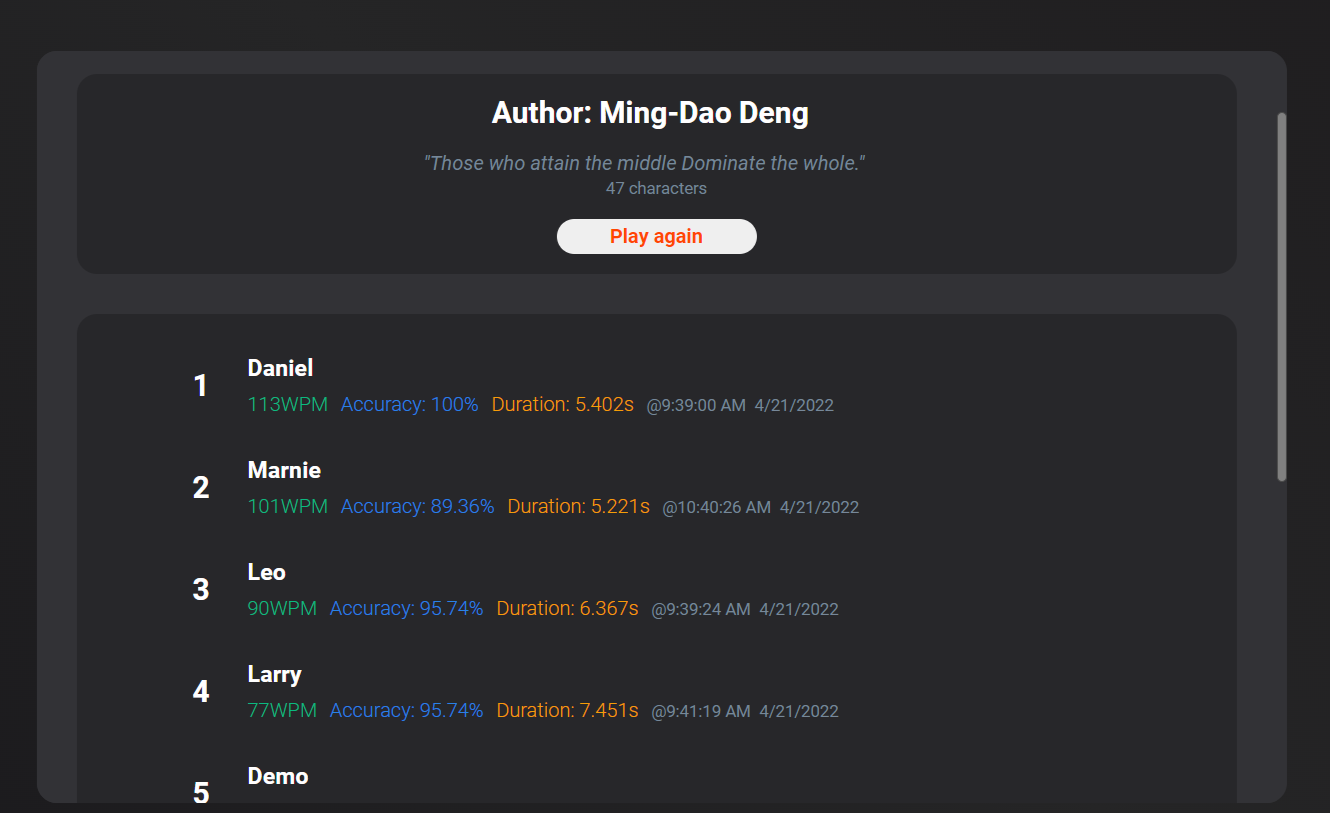 Author: Ming-Dao Deng
"Those who attain the middle Dominate the whole."
47 characters
Play again
1
Daniel
113WPM Accuracy: 100% Duration: 5.402s @9:39:00 AM 4/21/2022
2
Marnie
101WPM Accuracy: 89.36% Duration: 5.221s @10:40:26 AM 4/21/2022
3
Leo
90WPM Accuracy: 95.74% Duration: 6.367s @9:39:24 AM 4/21/2022
4
Larry
77WPM Accuracy: 95.74% Duration: 7.451s @9:41:19 AM 4/21/2022
5
Demo